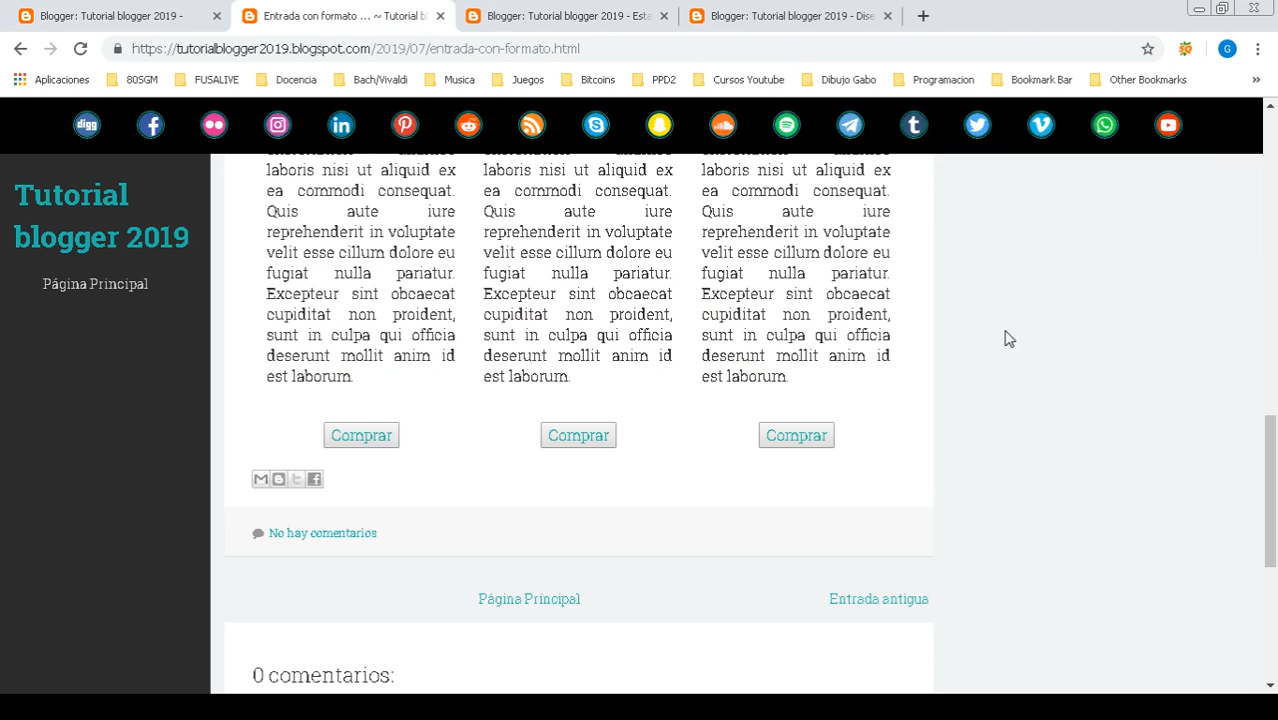 Blogger: Tutorial blogger 2019 -
Entrada con formato ... ~ Tutorial bl
Blogger: Tutorial blogger 2019 - Esta
Blogger: Tutorial blogger 2019 - Dise
https://tutorialblogger2019.blogspot.com/2019/07/entrada-con-formato.html
G
Aplicaciones 80SGM FUSALIVE Docencia Bach/Vivaldi Musica Juegos Bitcoins PPD2 Cursos Youtube Dibujo Gabo Programacion Bookmark Bar Other Bookmarks
digg
Tutorial
blogger 2019
Página Principal
laboris nisi ut aliquid ex
ea commodi consequat.
Quis aute iure
reprehenderit in voluptate
velit esse cillum dolore eu
fugiat nulla pariatur.
Excepteur sint obcaecat
cupiditat non proident,
sunt in culpa qui officia
deserunt mollit anim id
est laborum.
Comprar
laboris nisi ut aliquid ex
ea commodi consequat.
Quis aute iure
reprehenderit in voluptate
velit esse cillum dolore eu
fugiat nulla pariatur.
Excepteur sint obcaecat
cupiditat non proident,
sunt in culpa qui officia
deserunt mollit anim id
est laborum.
Comprar
laboris nisi ut aliquid ex
ea commodi consequat.
Quis aute iure
reprehenderit in voluptate
velit esse cillum dolore eu
fugiat nulla pariatur.
Excepteur sint obcaecat
cupiditat non proident,
sunt in culpa qui officia
deserunt mollit anim id
est laborum.
Comprar
No hay comentarios
Página Principal
Entrada antigua
0 comentarios: